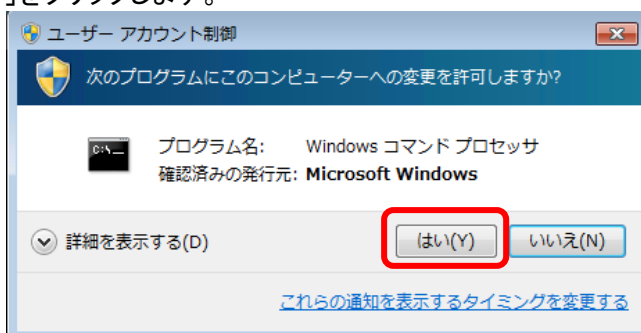 」をクリックします。
ユーザー アカウント制御
次のプログラムにこのコンピューターへの変更を許可しますか?
C:\_
プログラム名: Windows コマンド プロセッサ
確認済みの発行元: Microsoft Windows
詳細を表示する(D)
はい(Y)
いいえ(N)
これらの通知を表示するタイミングを変更する